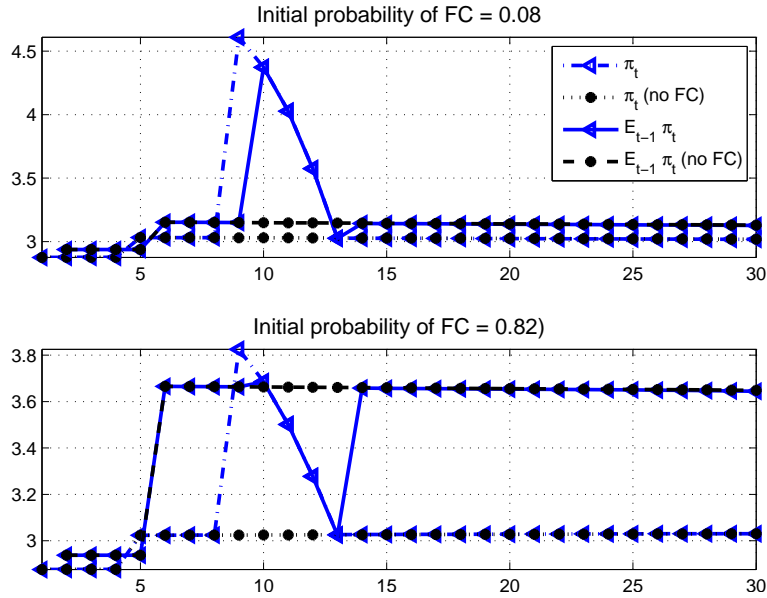 Initial probability of FC = 0.08
4.5
4
3.5
3
5 10 15 20 25 30
π_t
π_t (no FC)
E_{t−1} π_t
E_{t−1} π_t (no FC)
Initial probability of FC = 0.82)
3.8
3.6
3.4
3.2
3
5 10 15 20 25 30